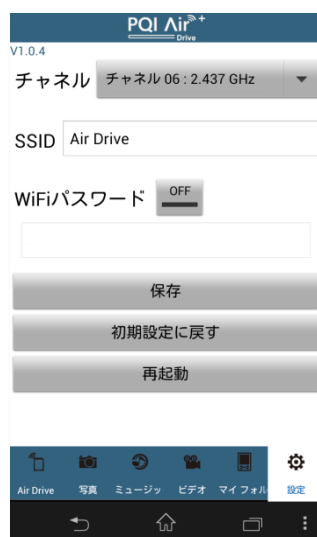 PQI Air+
Drive
V1.0.4
チャネル チャネル 06 : 2.437 GHz
SSID Air Drive
WiFiパスワード OFF
保存
初期設定に戻す
再起動
Air Drive 写真 ミュージッ ビデオ マイ フォル 設定